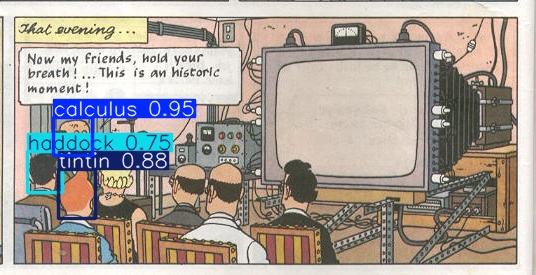 That evening...
Now my friends, hold your
breath!... This is an historic
moment!
calculus 0.95
haddock 0.75
tintin 0.88